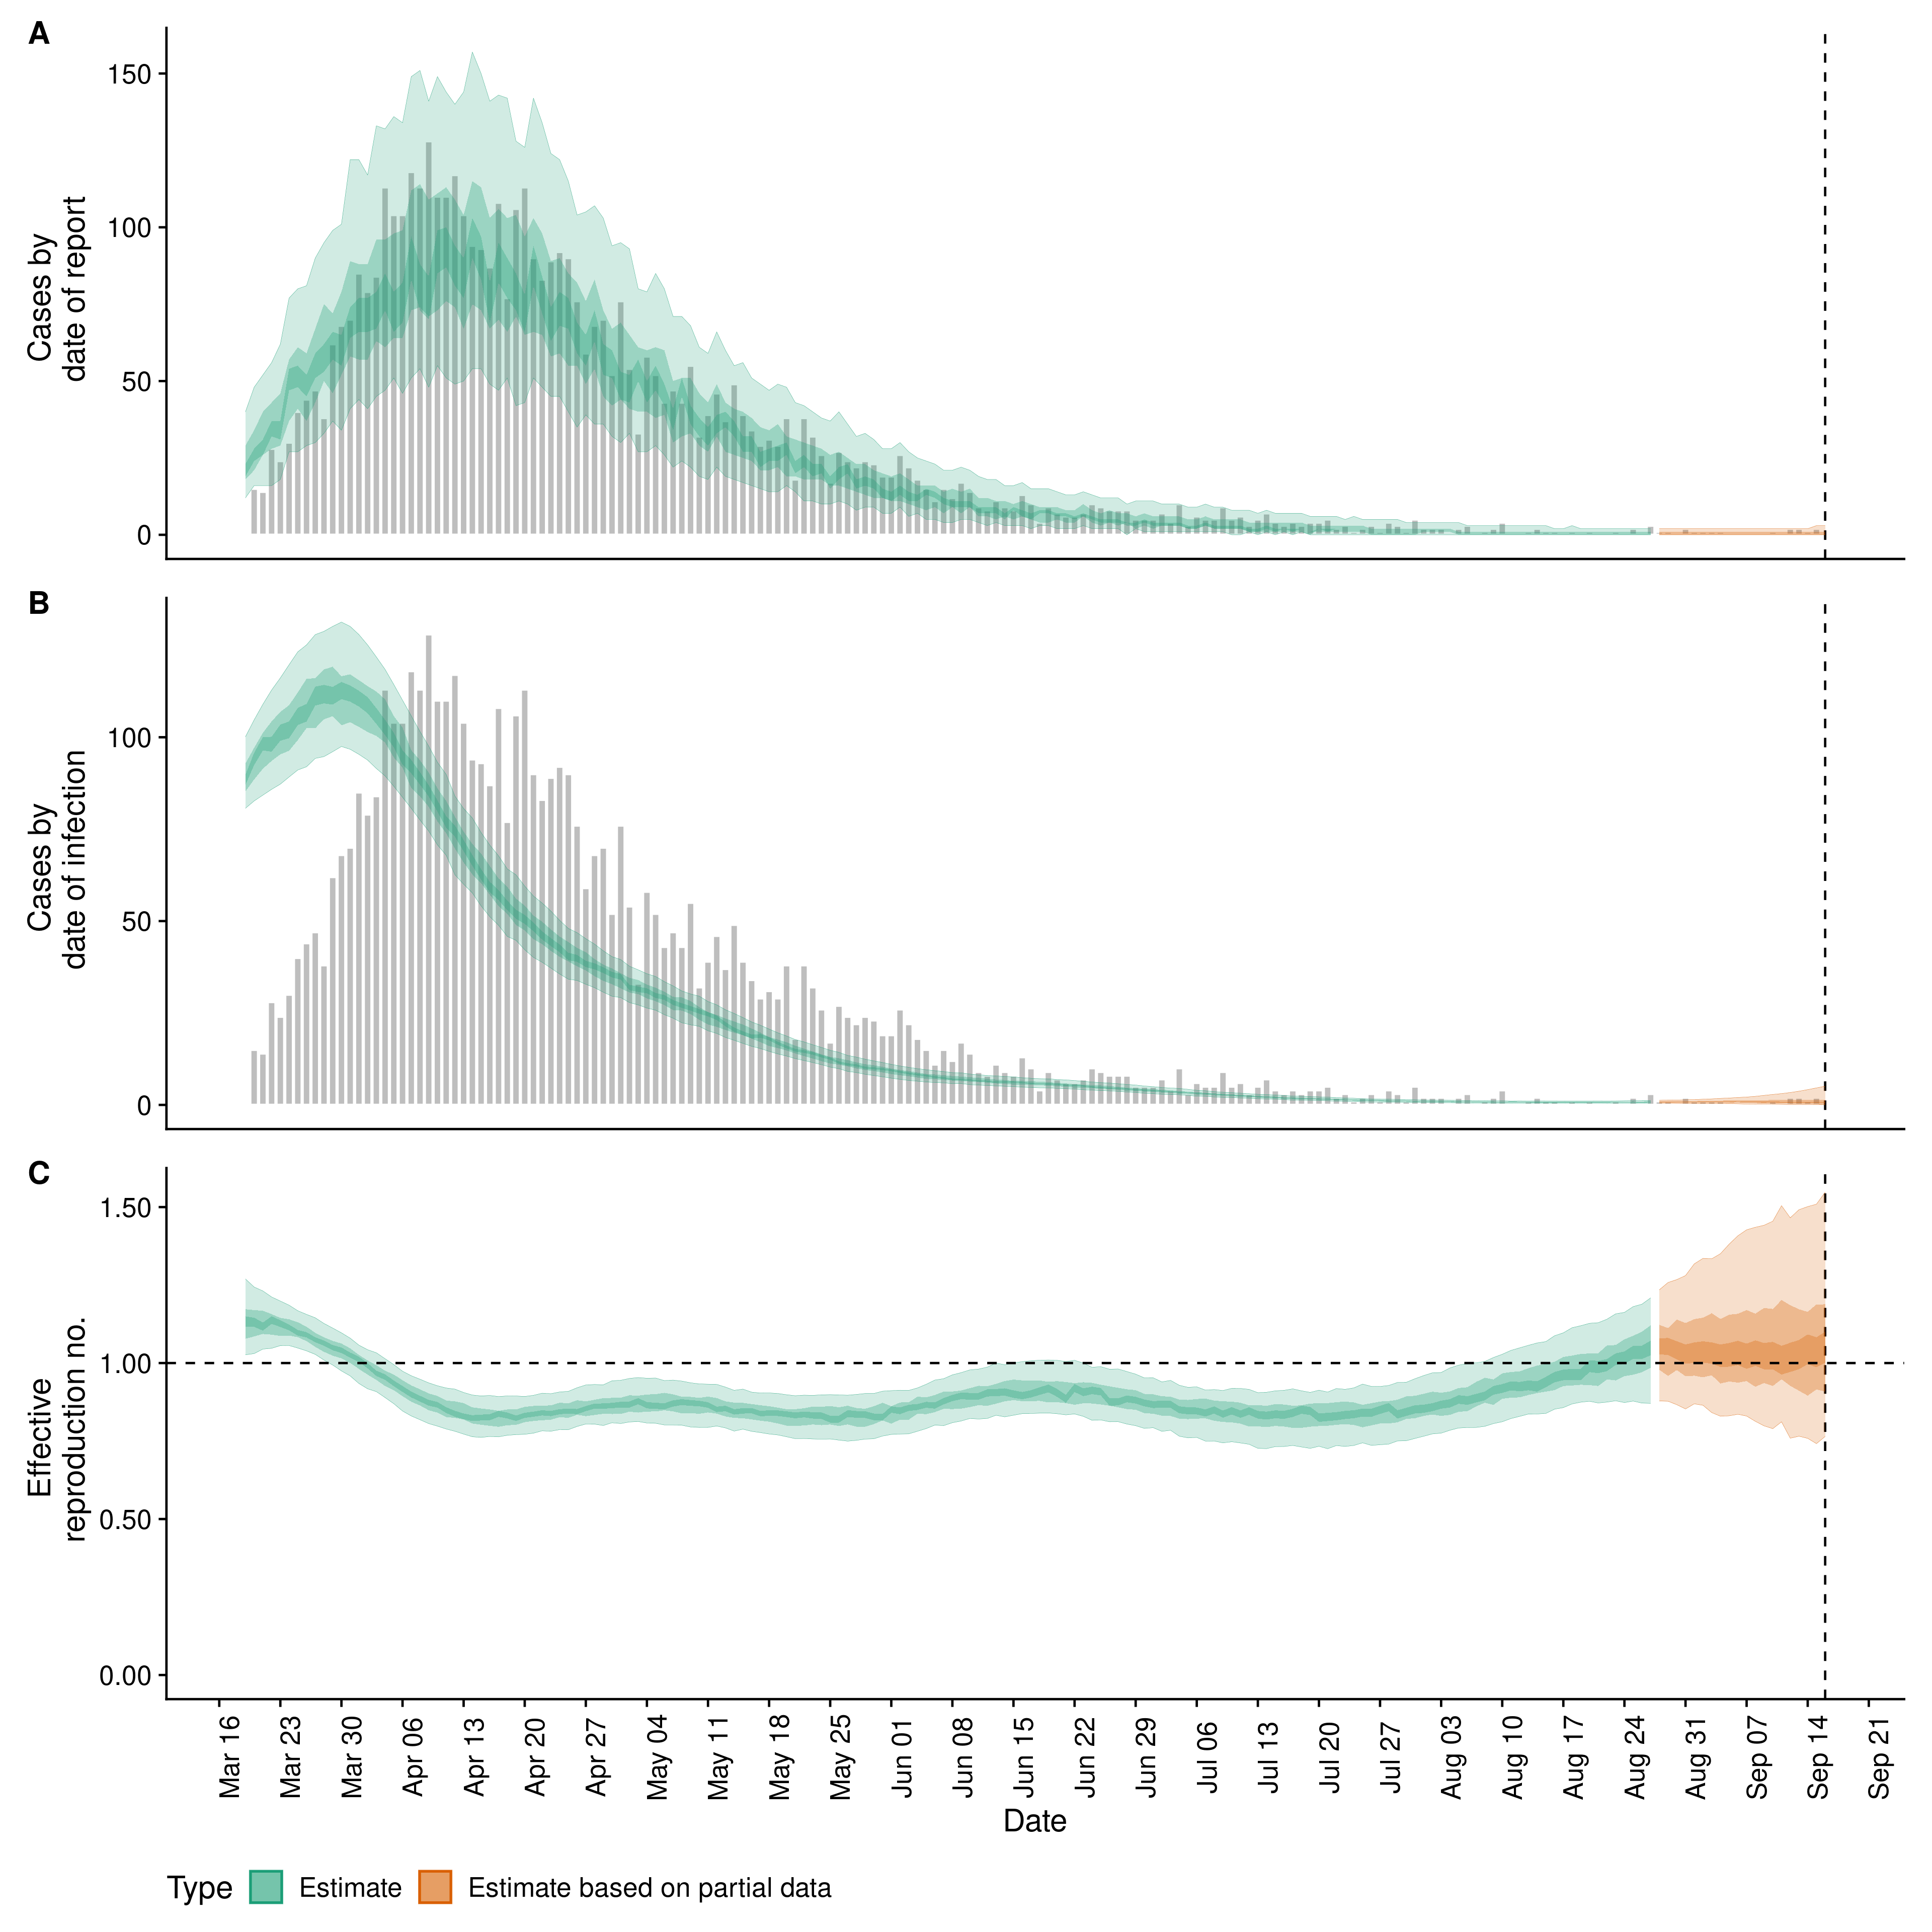 A
150
100
50
0
Cases by
date of report
B
100
50
0
Cases by
date of infection
C
1.50
1.00
0.50
0.00
Effective
reproduction no.
Mar 16
Mar 23
Mar 30
Apr 06
Apr 13
Apr 20
Apr 27
May 04
May 11
May 18
May 25
Jun 01
Jun 08
Jun 15
Jun 22
Jun 29
Jul 06
Jul 13
Jul 20
Jul 27
Aug 03
Aug 10
Aug 17
Aug 24
Aug 31
Sep 07
Sep 14
Sep 21
Date
Type Estimate Estimate based on partial data